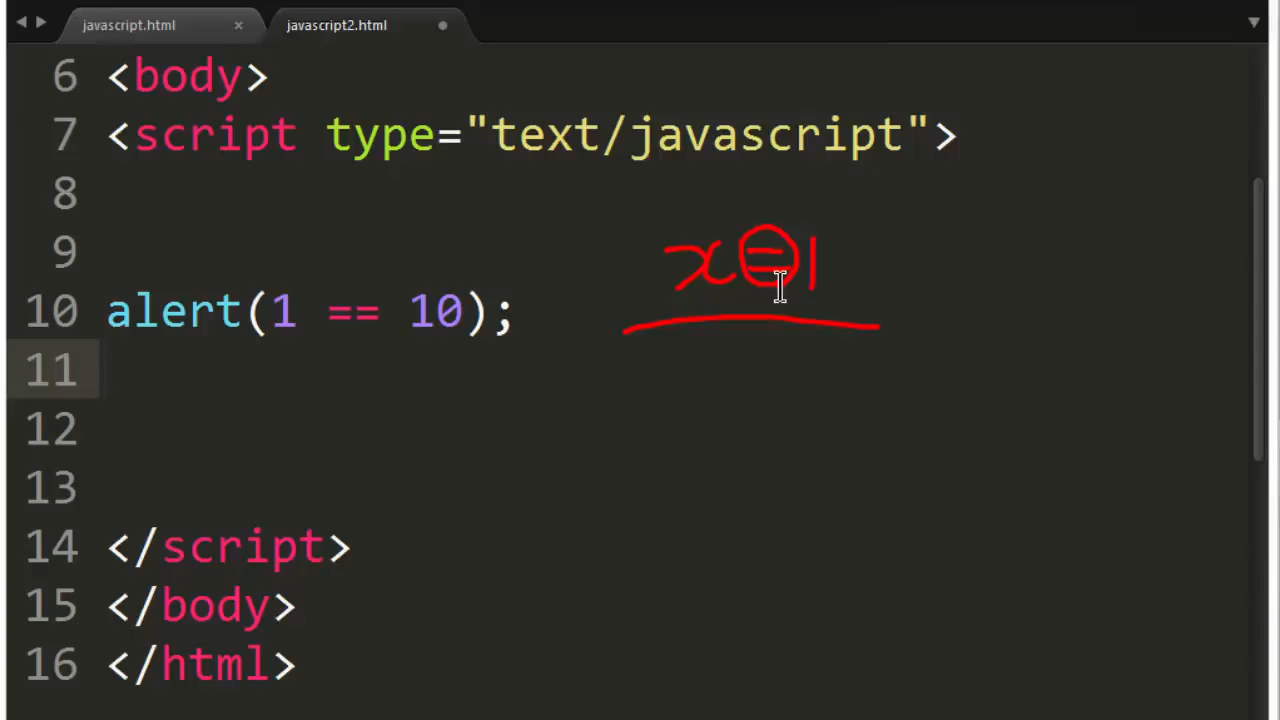 javascript.html × javascript2.html
6 <body>
7 <script type="text/javascript">
8
9
x=1
10 alert(1 == 10);
11
12
13
14 </script>
15 </body>
16 </html>